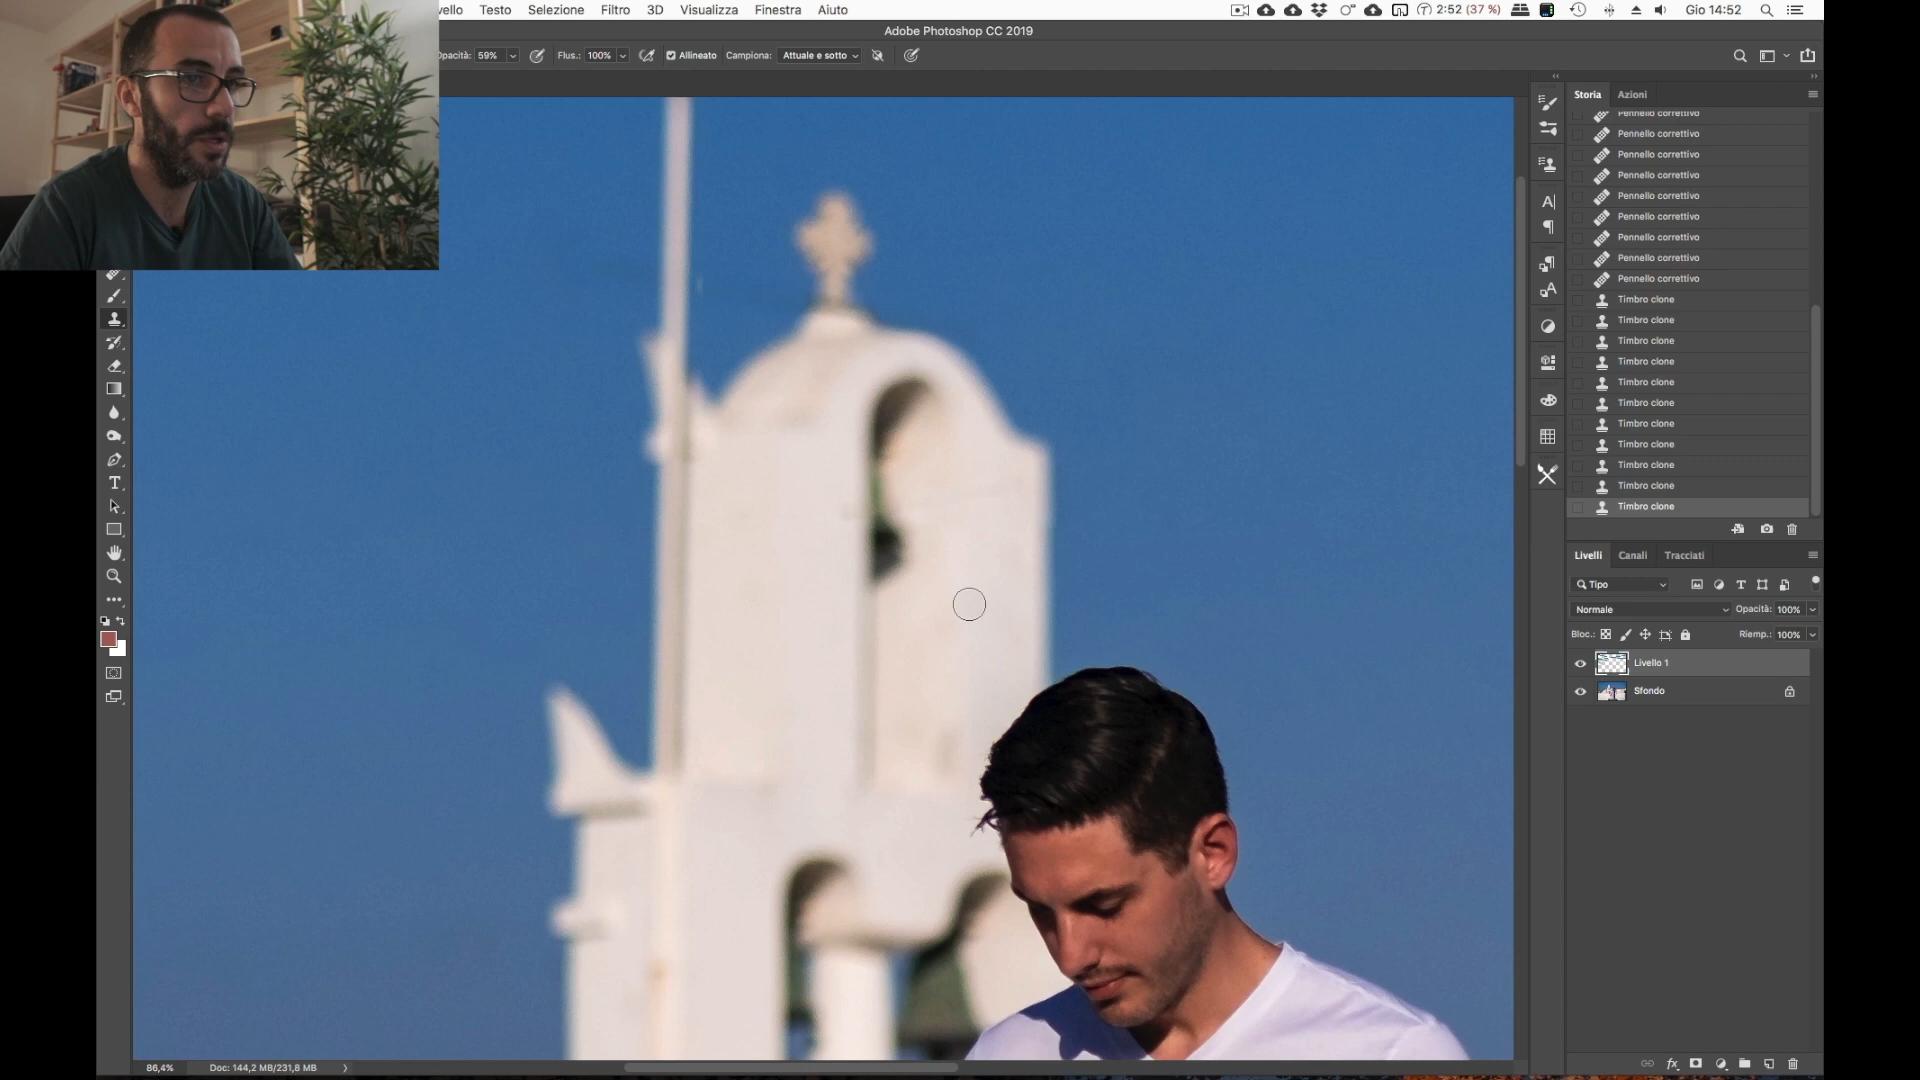 vello Testo Selezione Filtro 3D Visualizza Finestra Aiuto
2:52 (37 %) Gio 14:52
Adobe Photoshop CC 2019
Opacità: 59% Flus.: 100% Allineato Campiona: Attuale e sotto
Storia Azioni
Pennello correttivo
Pennello correttivo
Pennello correttivo
Pennello correttivo
Pennello correttivo
Pennello correttivo
Pennello correttivo
Pennello correttivo
Pennello correttivo
Timbro clone
Timbro clone
Timbro clone
Timbro clone
Timbro clone
Timbro clone
Timbro clone
Timbro clone
Timbro clone
Timbro clone
Timbro clone
Livelli Canali Tracciati
Tipo
Normale Opacità: 100%
Bloc.: Riemp.: 100%
Livello 1
Sfondo
86,4% Doc: 144,2 MB/231,8 MB